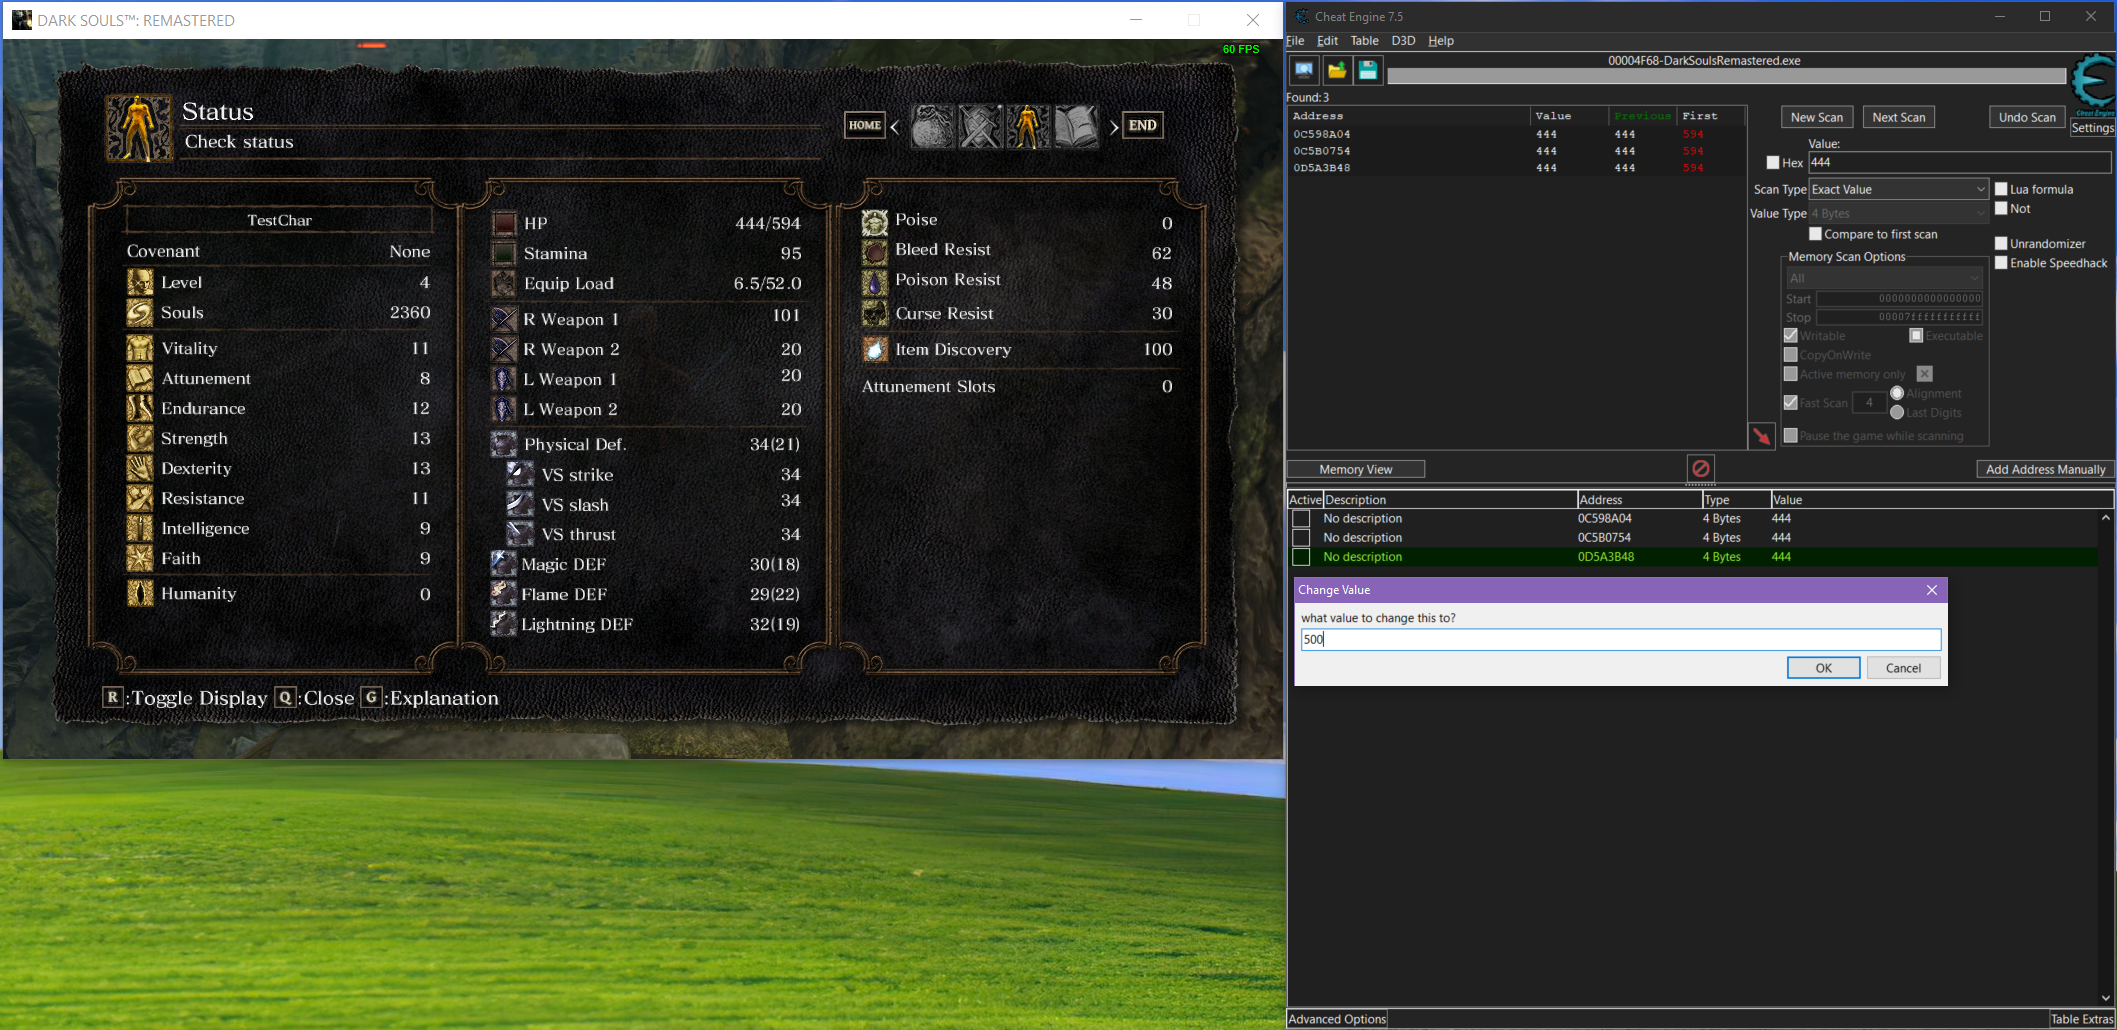 DARK SOULS™: REMASTERED
60 FPS
Status
Check status
HOME
END
TestChar
Covenant None
Level 4
Souls 2360
Vitality 11
Attunement 8
Endurance 12
Strength 13
Dexterity 13
Resistance 11
Intelligence 9
Faith 9
Humanity 0
HP 444/594
Stamina 95
Equip Load 6.5/52.0
R Weapon 1 101
R Weapon 2 20
L Weapon 1 20
L Weapon 2 20
Physical Def. 34(21)
VS strike 34
VS slash 34
VS thrust 34
Magic DEF 30(18)
Flame DEF 29(22)
Lightning DEF 32(19)
Poise 0
Bleed Resist 62
Poison Resist 48
Curse Resist 30
Item Discovery 100
Attunement Slots 0
R:Toggle Display Q:Close G:Explanation
Cheat Engine 7.5
File Edit Table D3D Help
00004F68-DarkSoulsRemastered.exe
Found:3
Address Value Previous First
0C598A04 444 444 594
0C5B0754 444 444 594
0D5A3B48 444 444 594
New Scan Next Scan Undo Scan
Cheat Engine
Settings
Value:
Hex 444
Scan Type Exact Value
Lua formula
Value Type 4 Bytes
Not
Compare to first scan
Unrandomizer
Enable Speedhack
Memory Scan Options
All
Start 0000000000000000
Stop 00007fffffffffff
Writable Executable
CopyOnWrite
Active memory only
Fast Scan 4 Alignment
Last Digits
Pause the game while scanning
Memory View
Add Address Manually
Active Description Address Type Value
No description 0C598A04 4 Bytes 444
No description 0C5B0754 4 Bytes 444
No description 0D5A3B48 4 Bytes 444
Change Value
what value to change this to?
500
OK Cancel
Advanced Options Table Extras